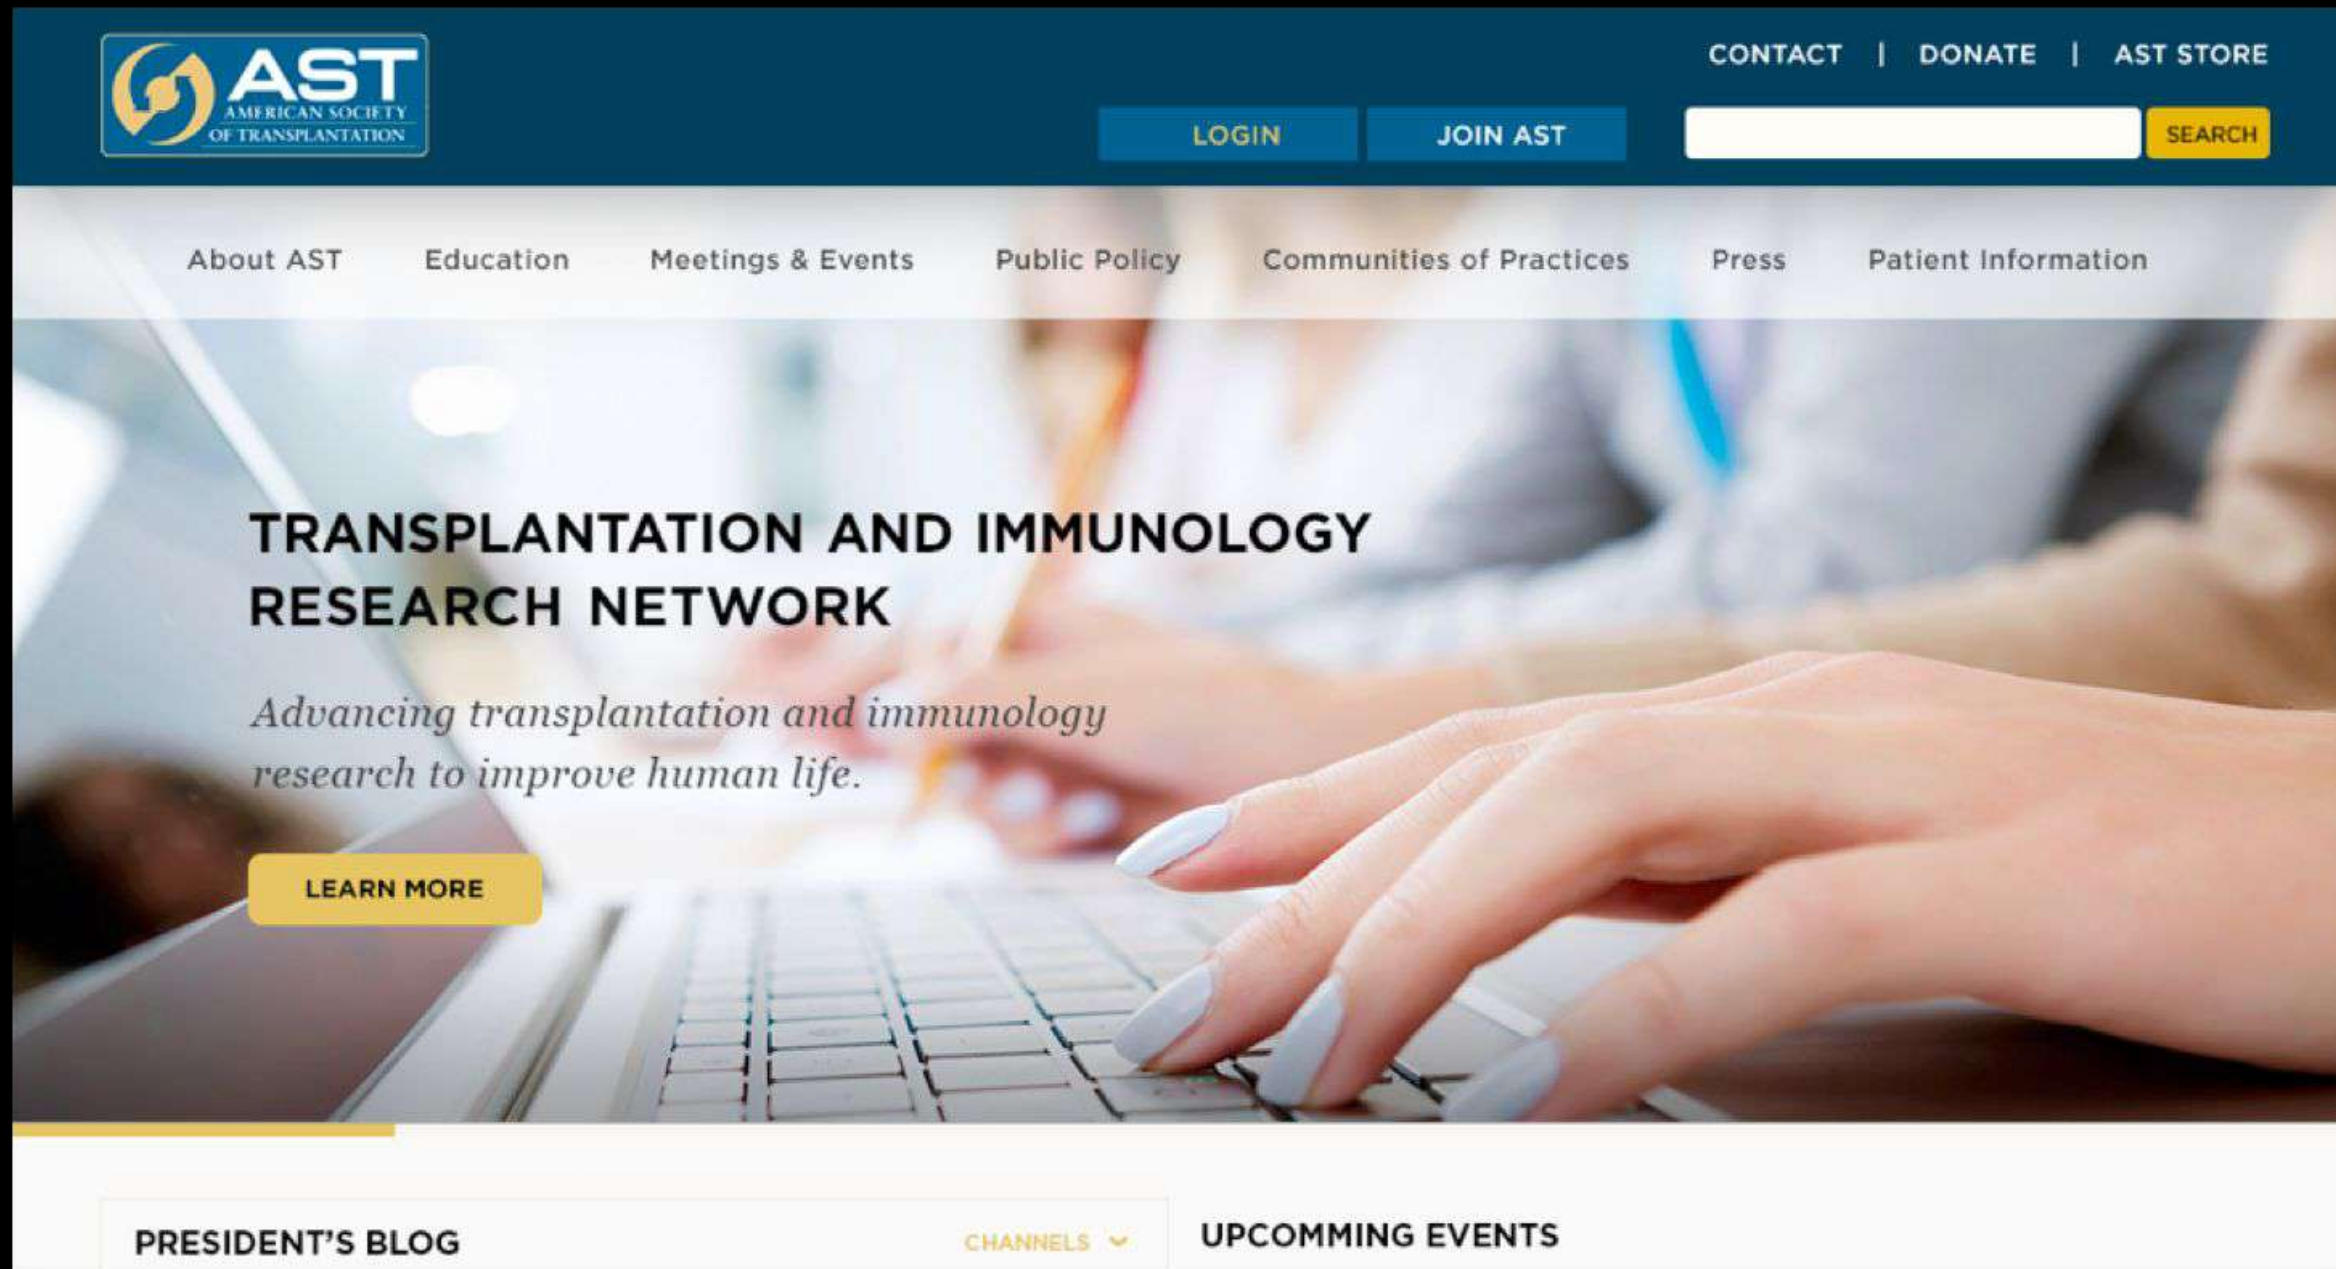 AST
AMERICAN SOCIETY
OF TRANSPLANTATION
CONTACT | DONATE | AST STORE
LOGIN
JOIN AST
SEARCH
About AST
Education
Meetings & Events
Public Policy
Communities of Practices
Press
Patient Information
TRANSPLANTATION AND IMMUNOLOGY
RESEARCH NETWORK
Advancing transplantation and immunology
research to improve human life.
LEARN MORE
PRESIDENT'S BLOG
CHANNELS
UPCOMMING EVENTS